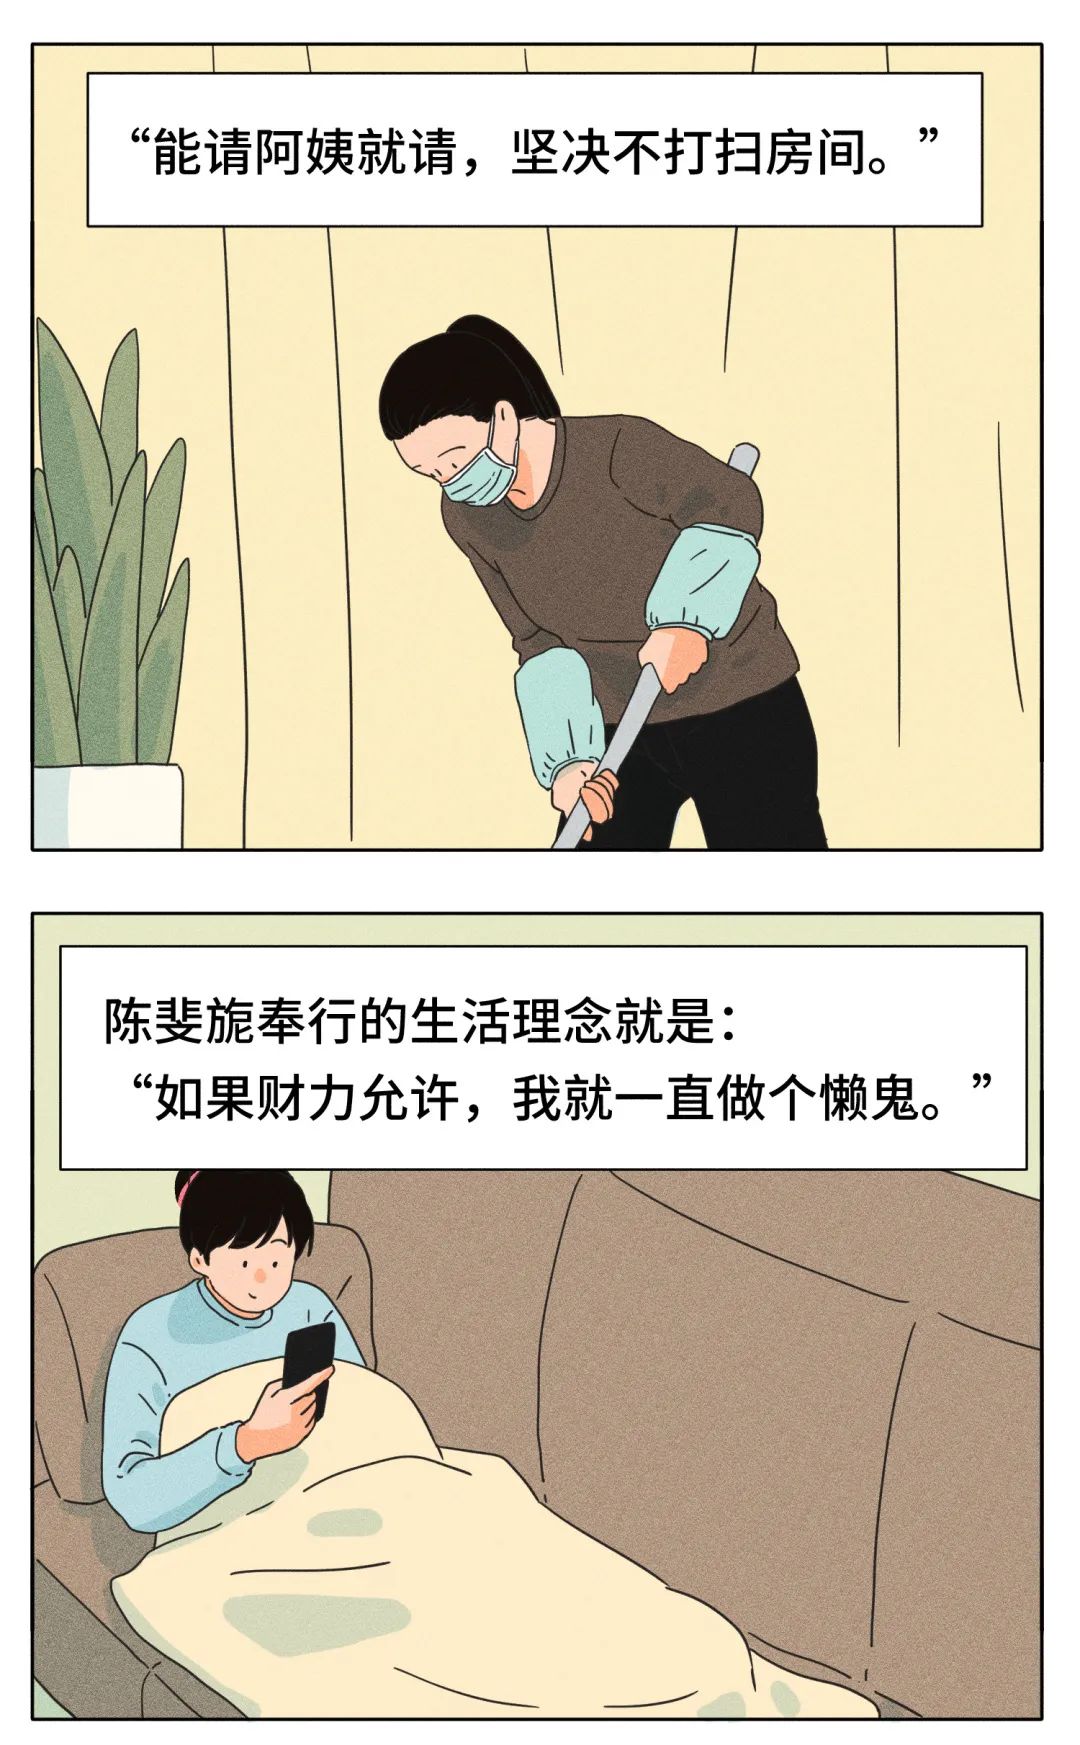 “能请阿姨就请，坚决不打扫房间。”
陈斐旎奉行的生活理念就是：
“如果财力允许，我就一直做个懒鬼。”